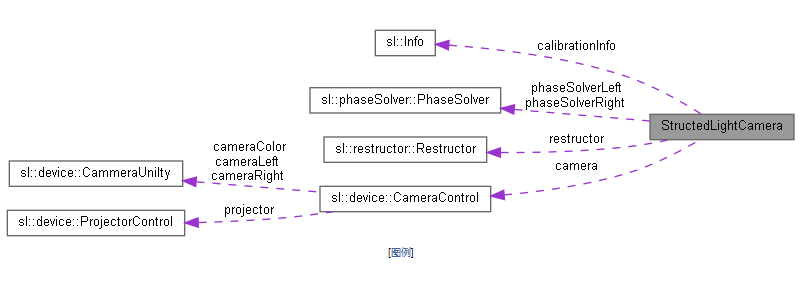 sl::Info
calibrationInfo
phaseSolverLeft
phaseSolverRight
sl::phaseSolver::PhaseSolver
StructedLightCamera
restructor
sl::restructor::Restructor
camera
cameraColor
cameraLeft
cameraRight
sl::device::CammeraUnilty
sl::device::CameraControl
projector
sl::device::ProjectorControl
[图例]